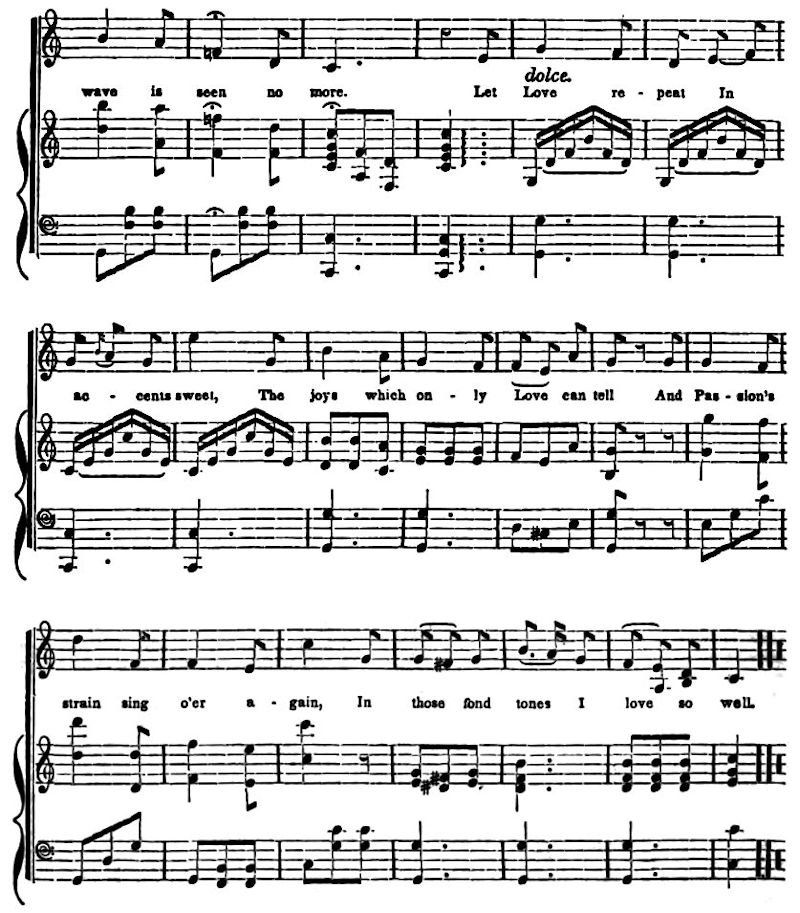 dolce.
wave is seen no more. Let Love re - peat In
ac - cents sweet, The joys which on - ly Love can tell And Pas - sion's
strain sing o'er a - gain, In those fond tones I love so well.